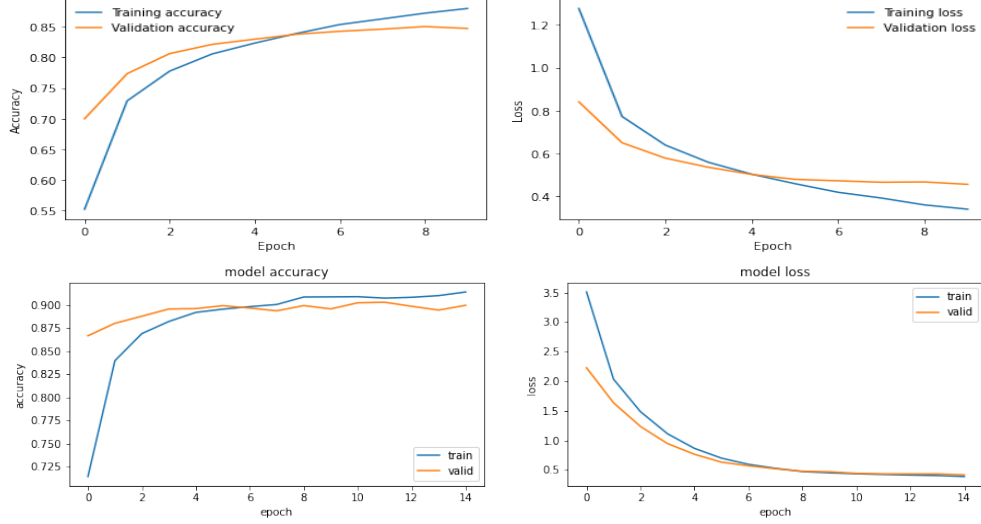 Training accuracy
Validation accuracy
0.85
0.80
0.75
0.70
0.65
0.60
0.55
Accuracy
0 2 4 6 8
Epoch
Training loss
Validation loss
1.2
1.0
0.8
0.6
0.4
Loss
0 2 4 6 8
Epoch
model accuracy
0.900
0.875
0.850
0.825
0.800
0.775
0.750
0.725
accuracy
train
valid
0 2 4 6 8 10 12 14
epoch
model loss
3.5
3.0
2.5
2.0
1.5
1.0
0.5
loss
train
valid
0 2 4 6 8 10 12 14
epoch